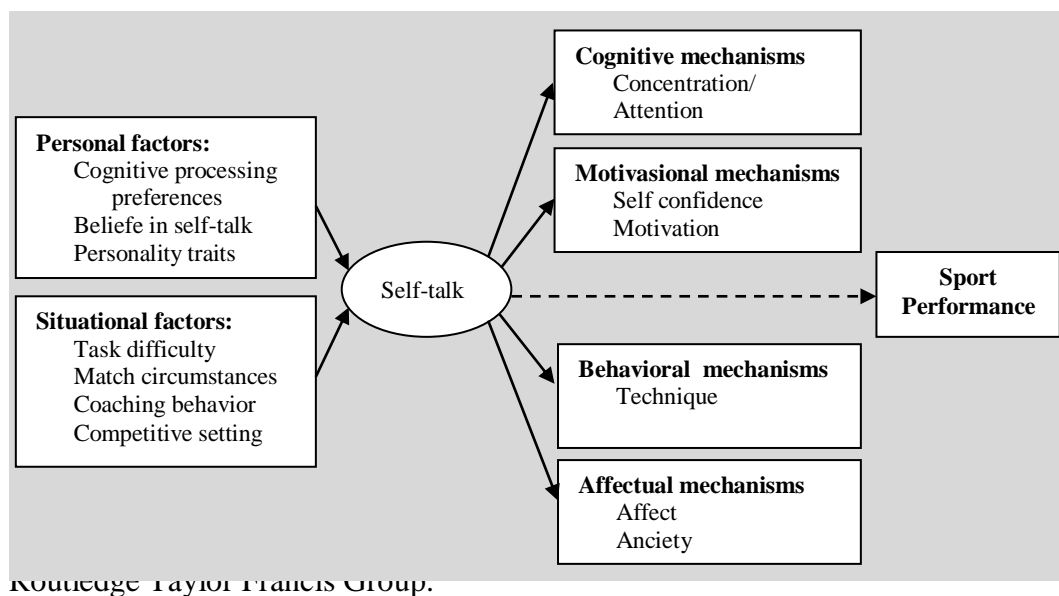 Personal factors:
Cognitive processing
preferences
Beliefe in self-talk
Personality traits
Situational factors:
Task difficulty
Match circumstances
Coaching behavior
Competitive setting
Self-talk
Cognitive mechanisms
Concentration/
Attention
Motivasional mechanisms
Self confidence
Motivation
Behavioral mechanisms
Technique
Affectual mechanisms
Affect
Anciety
Sport
Performance
Routledge Taylor Francis Group.